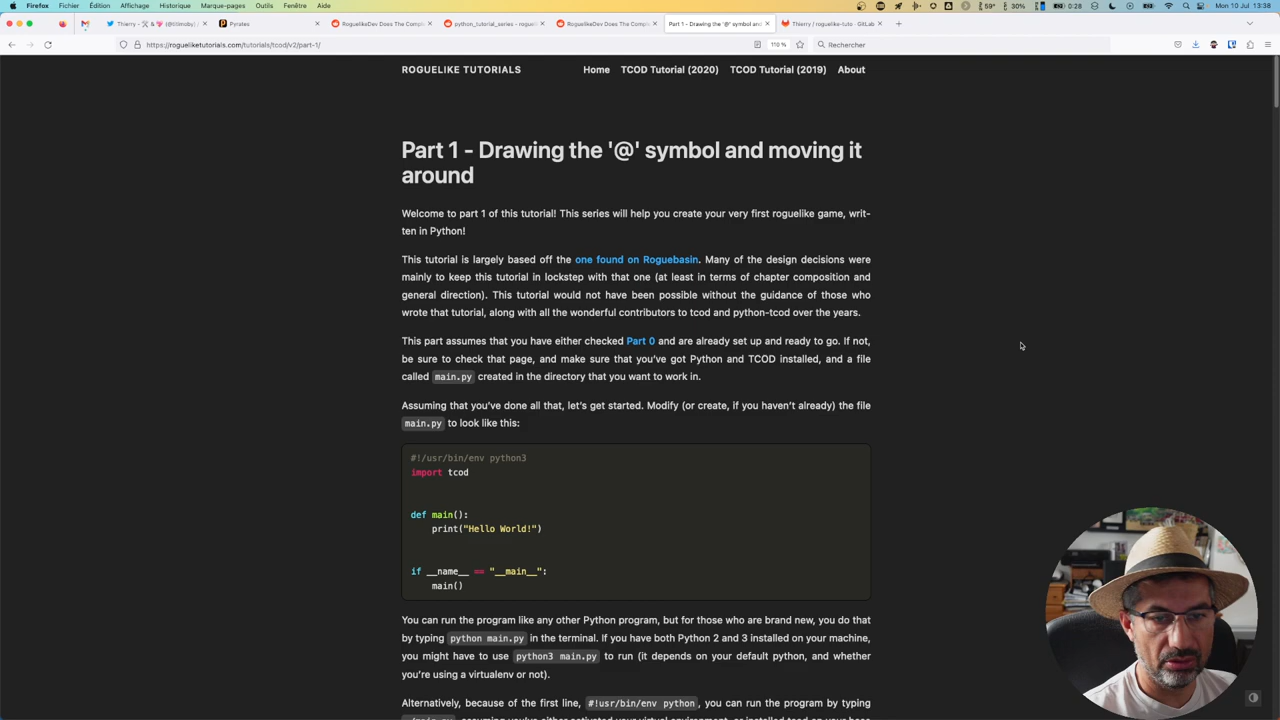 Firefox Fichier Édition Affichage Historique Marque-pages Outils Fenêtre Aide 59° 30% 0:28 Mon 10 Jul 13:38
Thierry - 🛠 & 💖 (@titimoby) Pyrates RoguelikeDev Does The Comple python_tutorial_series - roguel RoguelikeDev Does The Comple Part 1 - Drawing the '@' symbol an Thierry / roguelike-tuto · GitLab
https://rogueliketutorials.com/tutorials/tcod/v2/part-1/ 110 % Rechercher
ROGUELIKE TUTORIALS Home TCOD Tutorial (2020) TCOD Tutorial (2019) About
Part 1 - Drawing the '@' symbol and moving it
around
Welcome to part 1 of this tutorial! This series will help you create your very first roguelike game, writ-
ten in Python!
This tutorial is largely based off the one found on Roguebasin. Many of the design decisions were
mainly to keep this tutorial in lockstep with that one (at least in terms of chapter composition and
general direction). This tutorial would not have been possible without the guidance of those who
wrote that tutorial, along with all the wonderful contributors to tcod and python-tcod over the years.
This part assumes that you have either checked Part 0 and are already set up and ready to go. If not,
be sure to check that page, and make sure that you've got Python and TCOD installed, and a file
called main.py created in the directory that you want to work in.
Assuming that you've done all that, let's get started. Modify (or create, if you haven't already) the file
main.py to look like this:
#!/usr/bin/env python3
import tcod
def main():
print("Hello World!")
if __name__ == "__main__":
main()
You can run the program like any other Python program, but for those who are brand new, you do that
by typing python main.py in the terminal. If you have both Python 2 and 3 installed on your machine,
you might have to use python3 main.py to run (it depends on your default python, and whether
you're using a virtualenv or not).
Alternatively, because of the first line, #!/usr/bin/env python, you can run the program by typing